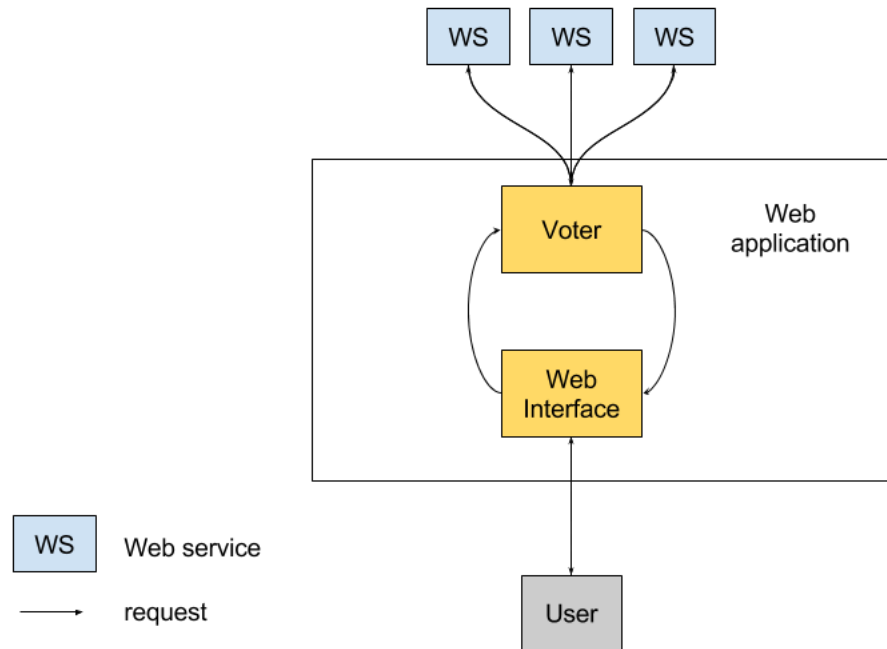 WS WS WS
Voter
Web
application
Web
Interface
WS Web service
request
User